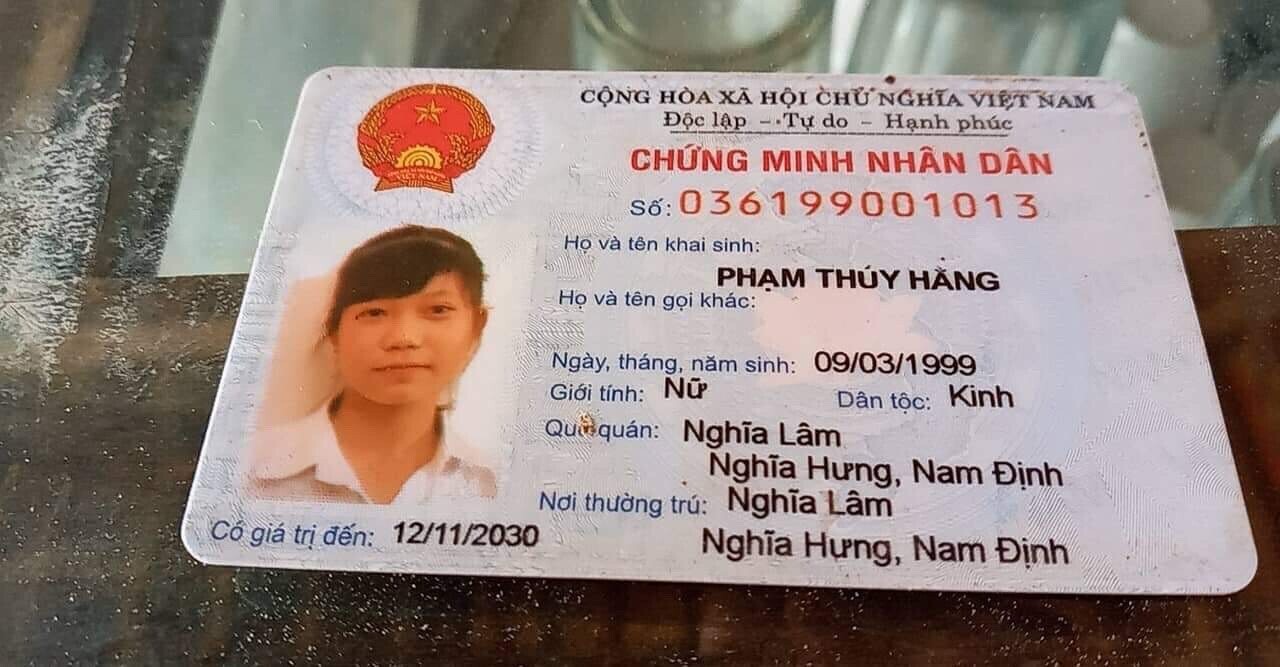 CỘNG HÒA XÃ HỘI CHỦ NGHĨA VIỆT NAM
Độc lập - Tự do - Hạnh phúc
CHỨNG MINH NHÂN DÂN
Số: 036199001013
Họ và tên khai sinh:
PHẠM THÚY HẰNG
Họ và tên gọi khác:
Ngày, tháng, năm sinh: 09/03/1999
Giới tính: Nữ Dân tộc: Kinh
Quê quán: Nghĩa Lâm
Nghĩa Hưng, Nam Định
Nơi thường trú: Nghĩa Lâm
Nghĩa Hưng, Nam Định
Có giá trị đến: 12/11/2030